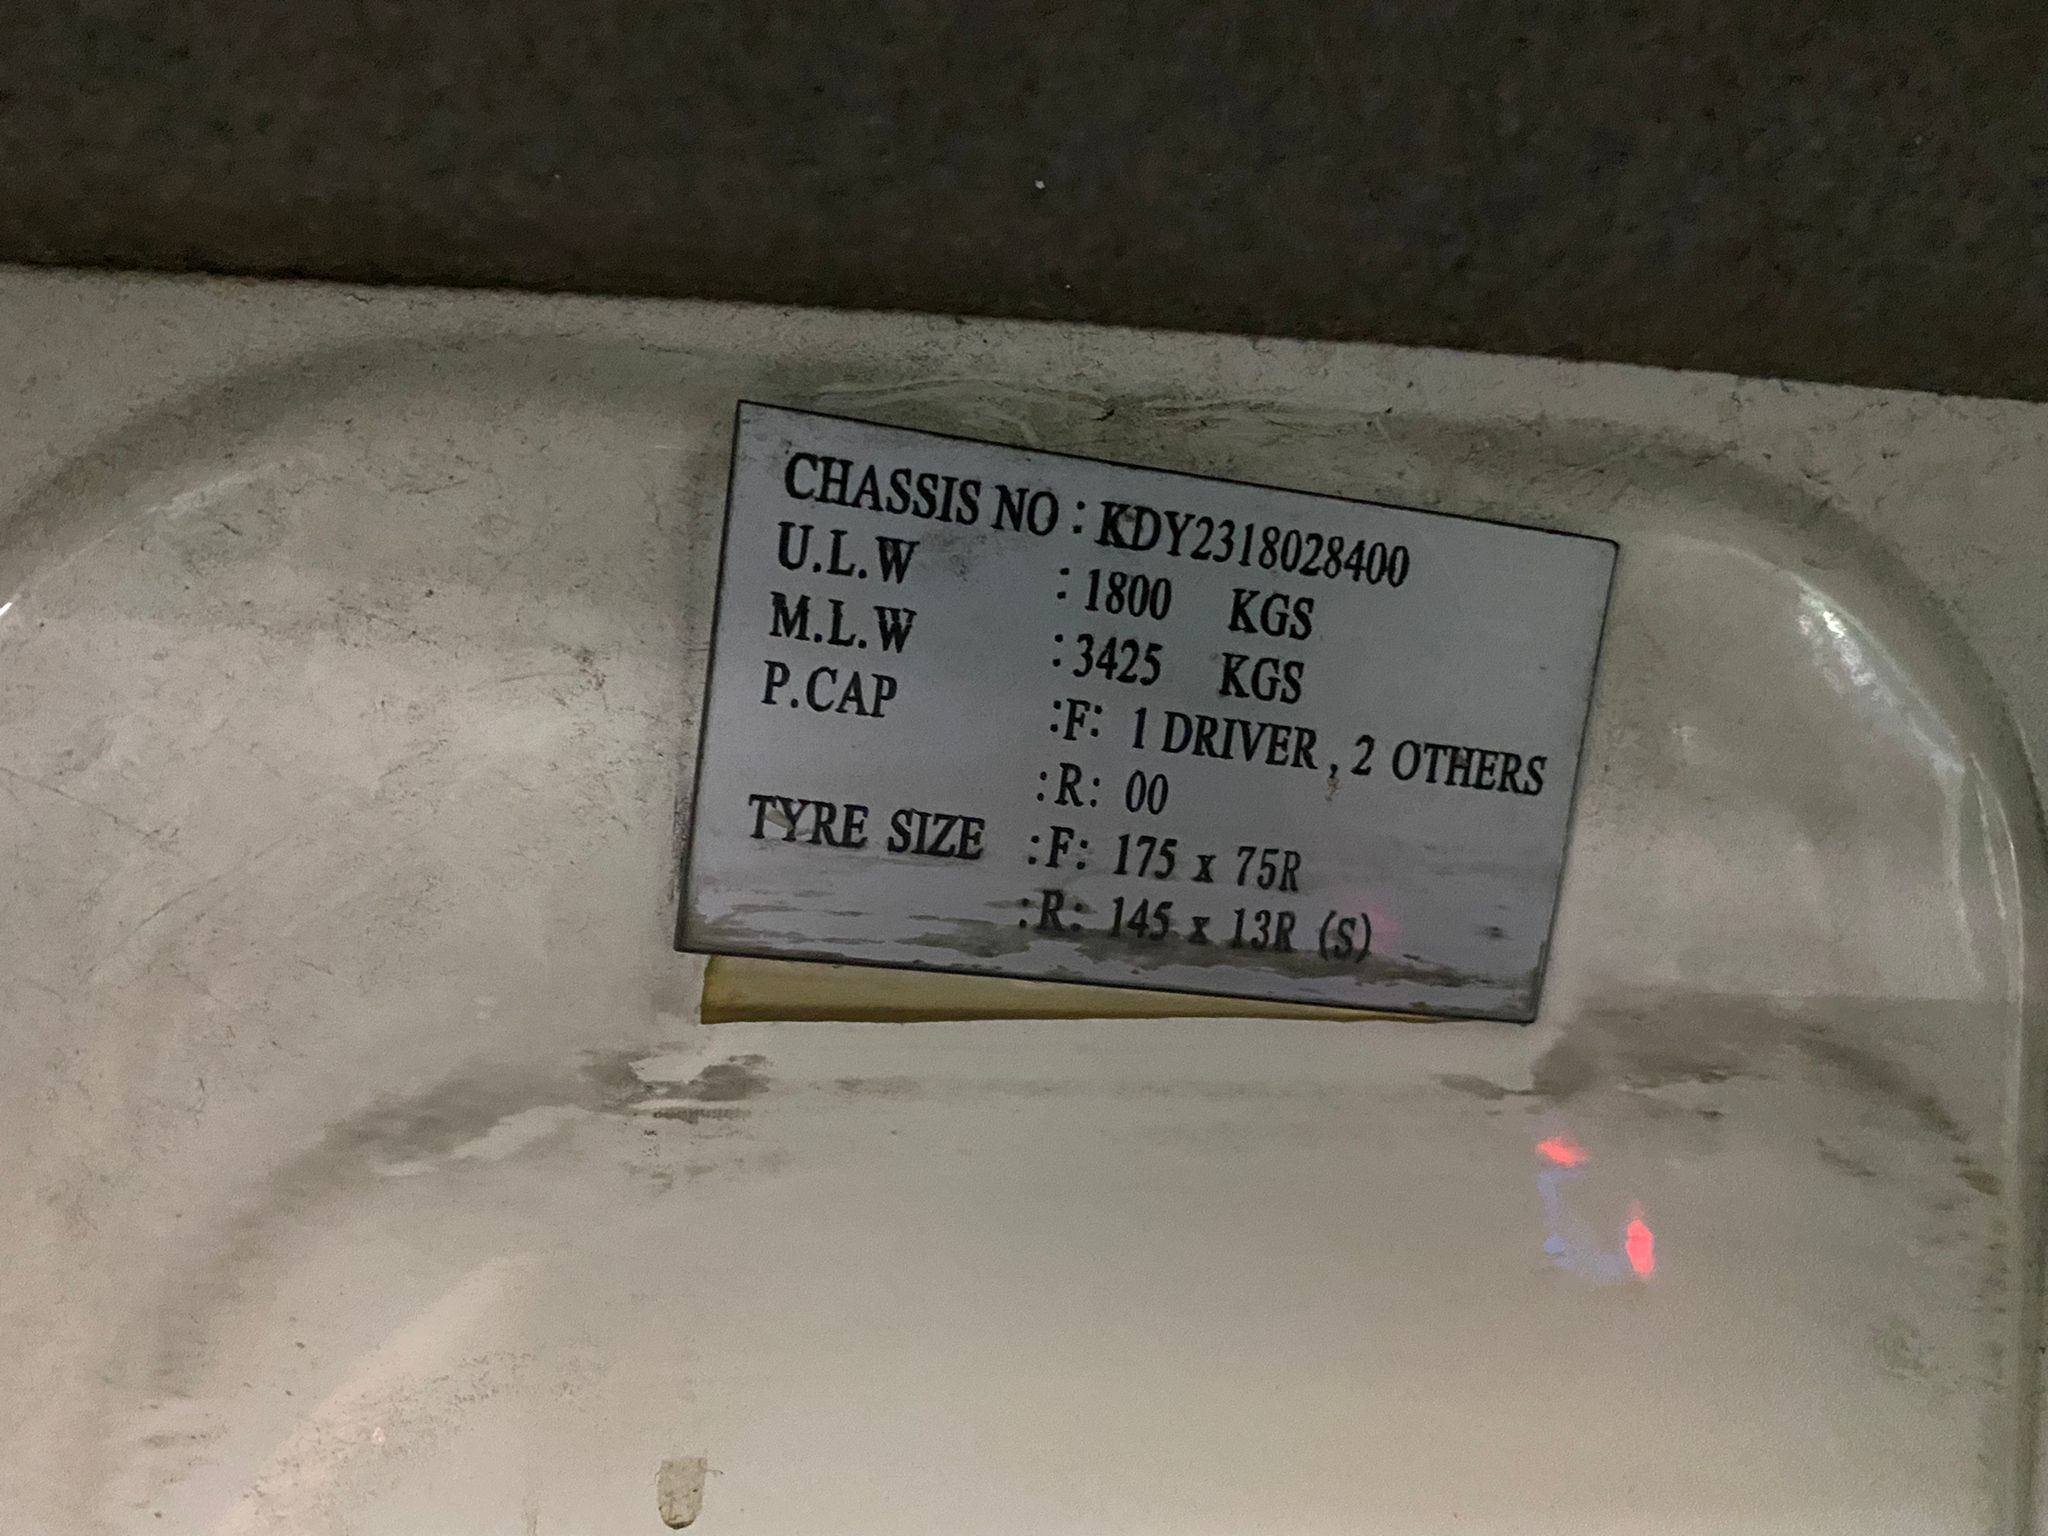 CHASSIS NO : KDY2318028400
U.L.W : 1800 KGS
M.L.W : 3425 KGS
P.CAP :F: 1 DRIVER , 2 OTHERS
:R: 00
TYRE SIZE :F: 175 x 75R
:R: 145 x 13R (S)